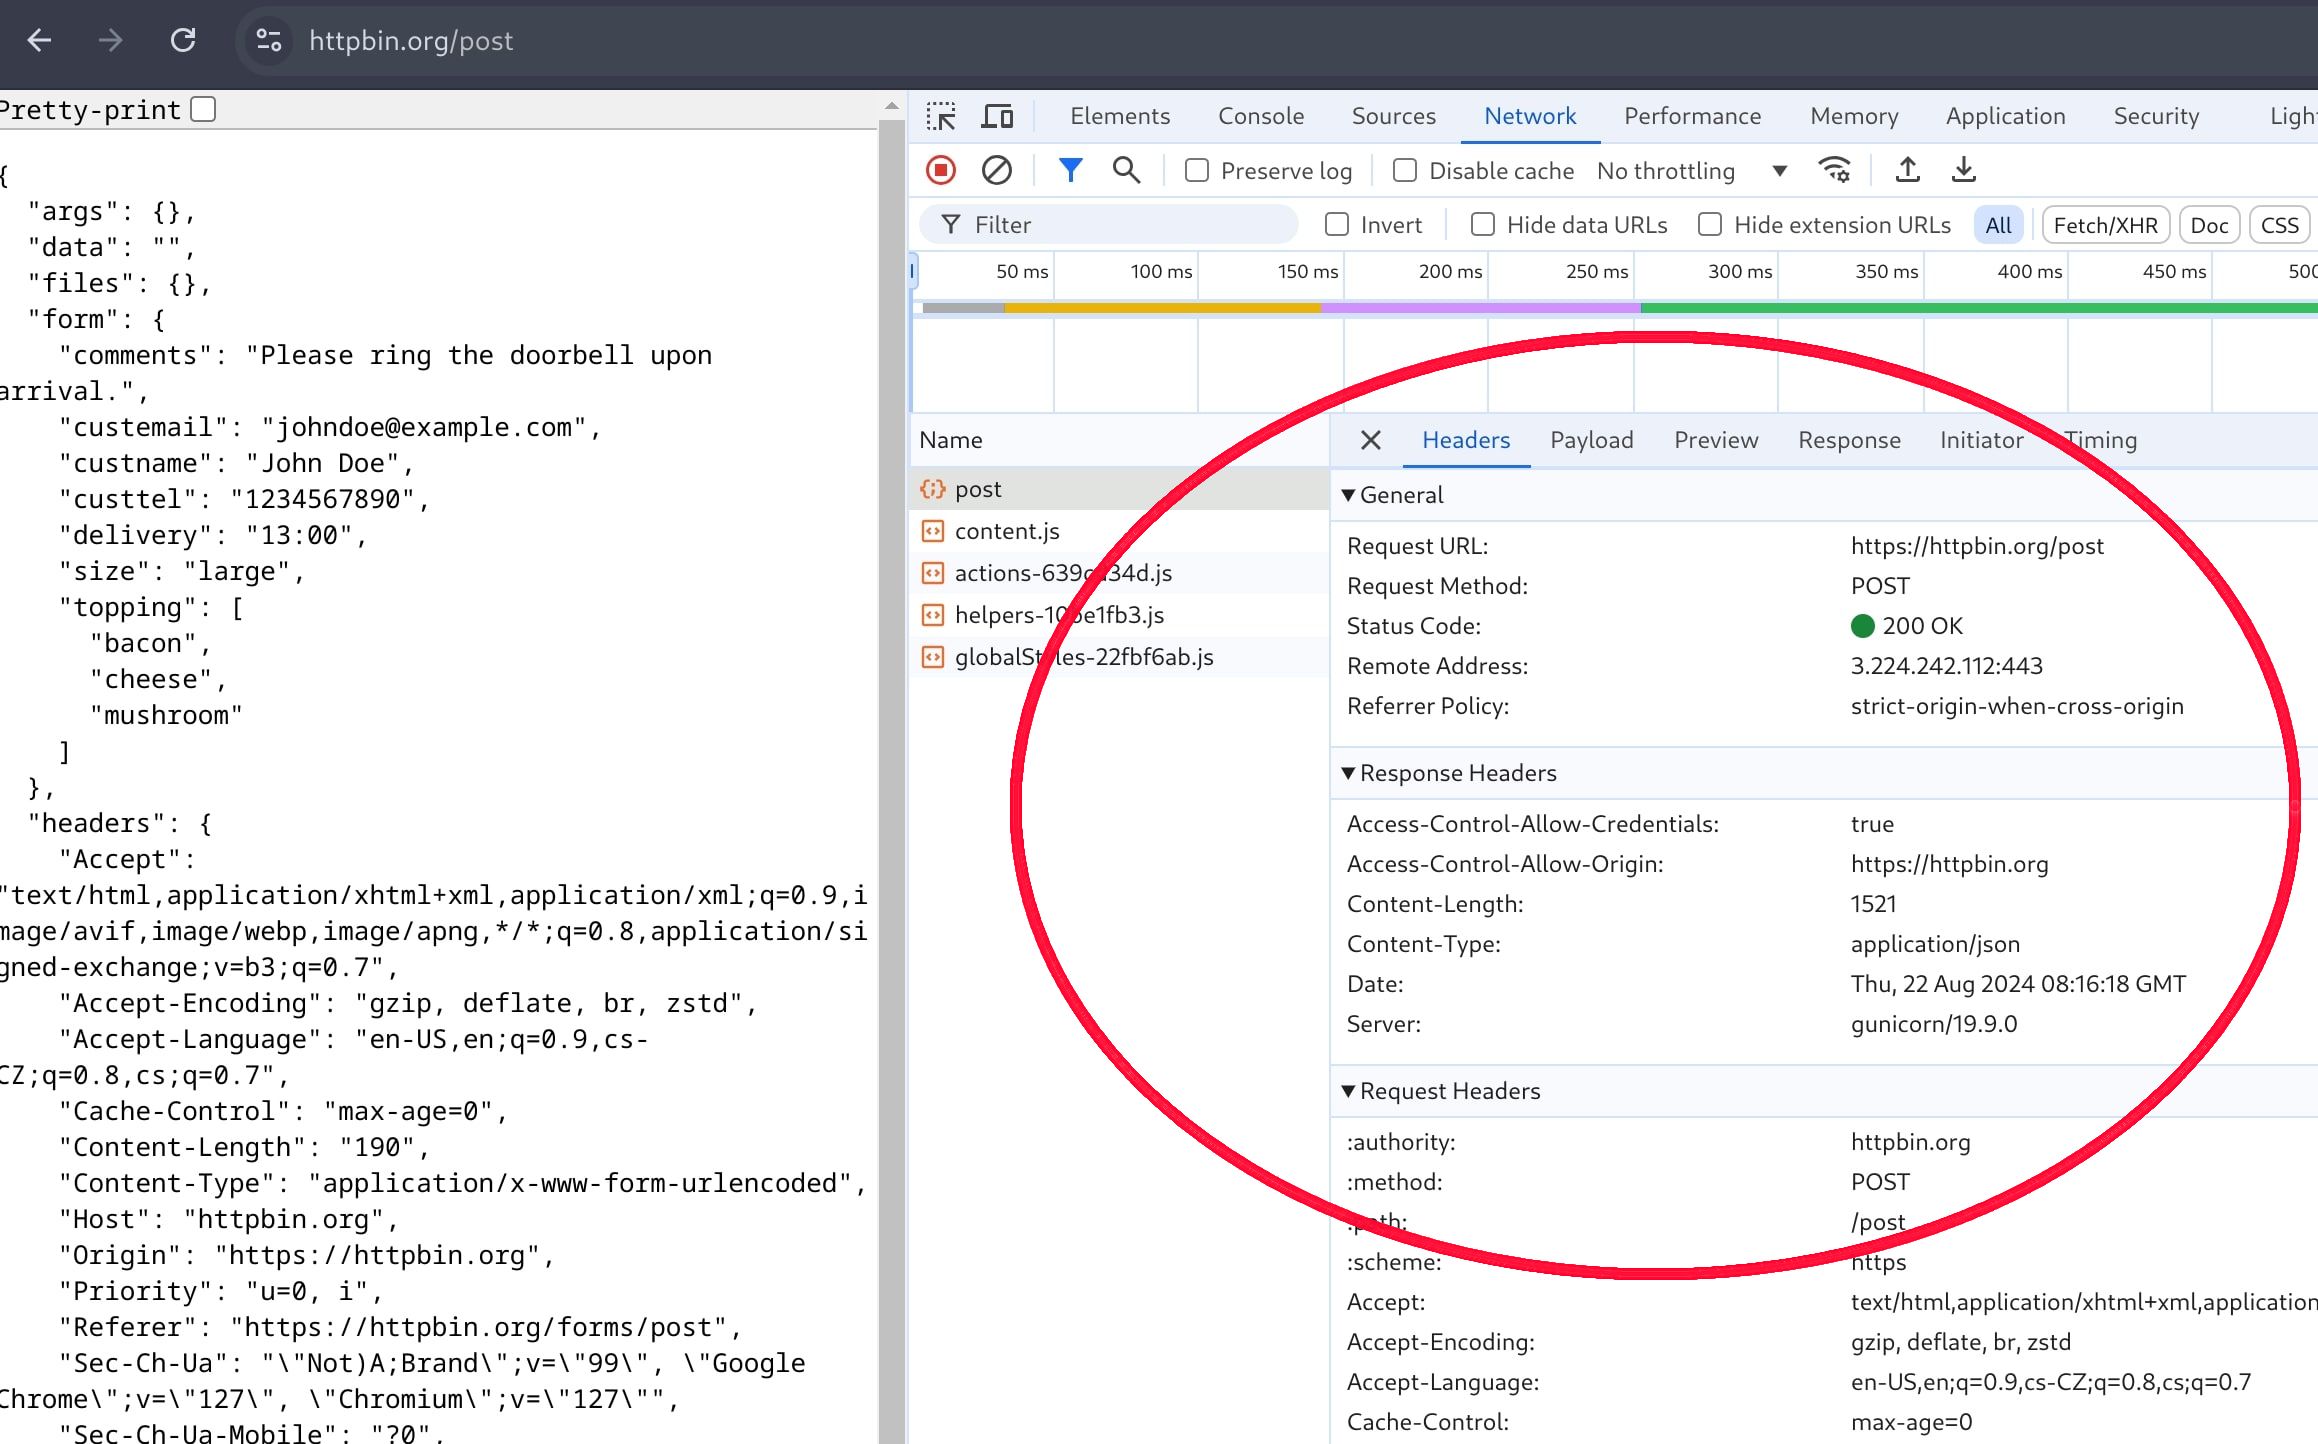 httpbin.org/post
Pretty-print
{
"args": {},
"data": "",
"files": {},
"form": {
"comments": "Please ring the doorbell upon
arrival.",
"custemail": "johndoe@example.com",
"custname": "John Doe",
"custtel": "1234567890",
"delivery": "13:00",
"size": "large",
"topping": [
"bacon",
"cheese",
"mushroom"
]
},
"headers": {
"Accept":
"text/html,application/xhtml+xml,application/xml;q=0.9,i
mage/avif,image/webp,image/apng,*/*;q=0.8,application/si
gned-exchange;v=b3;q=0.7",
"Accept-Encoding": "gzip, deflate, br, zstd",
"Accept-Language": "en-US,en;q=0.9,cs-
CZ;q=0.8,cs;q=0.7",
"Cache-Control": "max-age=0",
"Content-Length": "190",
"Content-Type": "application/x-www-form-urlencoded",
"Host": "httpbin.org",
"Origin": "https://httpbin.org",
"Priority": "u=0, i",
"Referer": "https://httpbin.org/forms/post",
"Sec-Ch-Ua": "\"Not)A;Brand\";v=\"99\", \"Google
Chrome\";v=\"127\", \"Chromium\";v=\"127\"",
"Sec-Ch-Ua-Mobile": "?0",
Elements Console Sources Network Performance Memory Application Security Ligh
Preserve log Disable cache No throttling
Filter Invert Hide data URLs Hide extension URLs All Fetch/XHR Doc CSS
50 ms 100 ms 150 ms 200 ms 250 ms 300 ms 350 ms 400 ms 450 ms 500
Name
post
content.js
helpers-106e1fb3.js
globalStyles-22fbf6ab.js
Headers Payload Preview Response Initiator Timing
General
Request URL: https://httpbin.org/post
Request Method: POST
Status Code: 200 OK
Remote Address: 3.224.242.112:443
Referrer Policy: strict-origin-when-cross-origin
Response Headers
Access-Control-Allow-Credentials: true
Access-Control-Allow-Origin: https://httpbin.org
Content-Length: 1521
Content-Type: application/json
Date: Thu, 22 Aug 2024 08:16:18 GMT
Server: gunicorn/19.9.0
Request Headers
:authority: httpbin.org
:method: POST
:path: /post
:scheme: https
Accept: text/html,application/xhtml+xml,application
Accept-Encoding: gzip, deflate, br, zstd
Accept-Language: en-US,en;q=0.9,cs-CZ;q=0.8,cs;q=0.7
Cache-Control: max-age=0